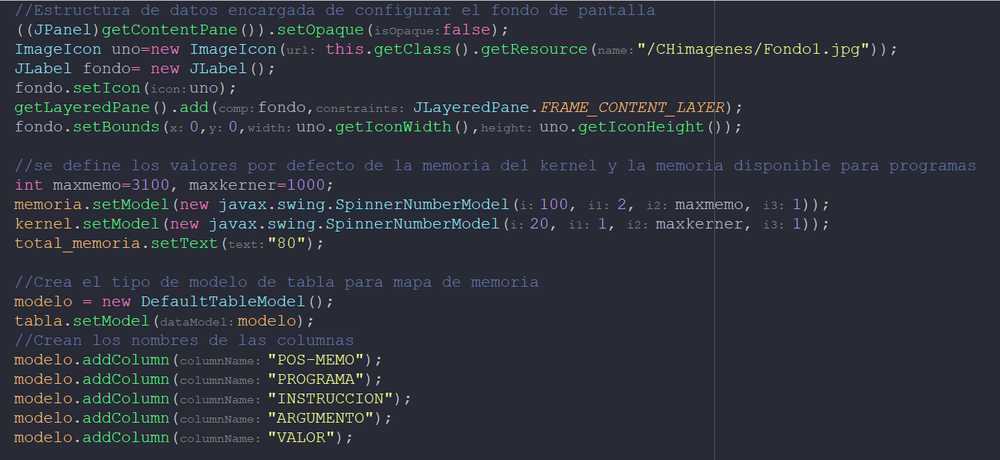 //Estructura de datos encargada de configurar el fondo de pantalla
((JPanel)getContentPane()).setOpaque(isOpaque:false);
ImageIcon uno=new ImageIcon(url: this.getClass().getResource(name:"/CHimagenes/Fondo1.jpg"));
JLabel fondo= new JLabel();
fondo.setIcon(icon:uno);
getLayeredPane().add(comp:fondo,constraints: JLayeredPane.FRAME_CONTENT_LAYER);
fondo.setBounds(x:0,y:0,width:uno.getIconWidth(),height:uno.getIconHeight());
//se define los valores por defecto de la memoria del kernel y la memoria disponible para programas
int maxmemo=3100, maxkerner=1000;
memoria.setModel(new javax.swing.SpinnerNumberModel(i:100, i1:2, i2:maxmemo, i3:1));
kernel.setModel(new javax.swing.SpinnerNumberModel(i:20, i1:1, i2:maxkerner, i3:1));
total_memoria.setText(text:"80");
//Crea el tipo de modelo de tabla para mapa de memoria
modelo = new DefaultTableModel();
tabla.setModel(dataModel:modelo);
//Crean los nombres de las columnas
modelo.addColumn(columnName:"POS-MEMO");
modelo.addColumn(columnName:"PROGRAMA");
modelo.addColumn(columnName:"INSTRUCCION");
modelo.addColumn(columnName:"ARGUMENTO");
modelo.addColumn(columnName:"VALOR");